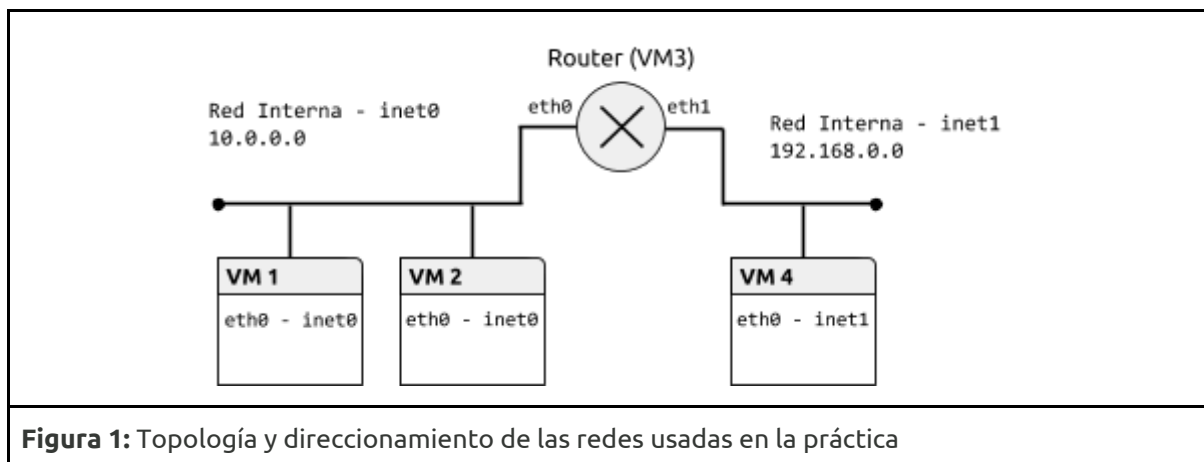 Router (VM3)
Red Interna - inet0
10.0.0.0
eth0
eth1
Red Interna - inet1
192.168.0.0
VM 1
eth0 - inet0
VM 2
eth0 - inet0
VM 4
eth0 - inet1
Figura 1: Topología y direccionamiento de las redes usadas en la práctica